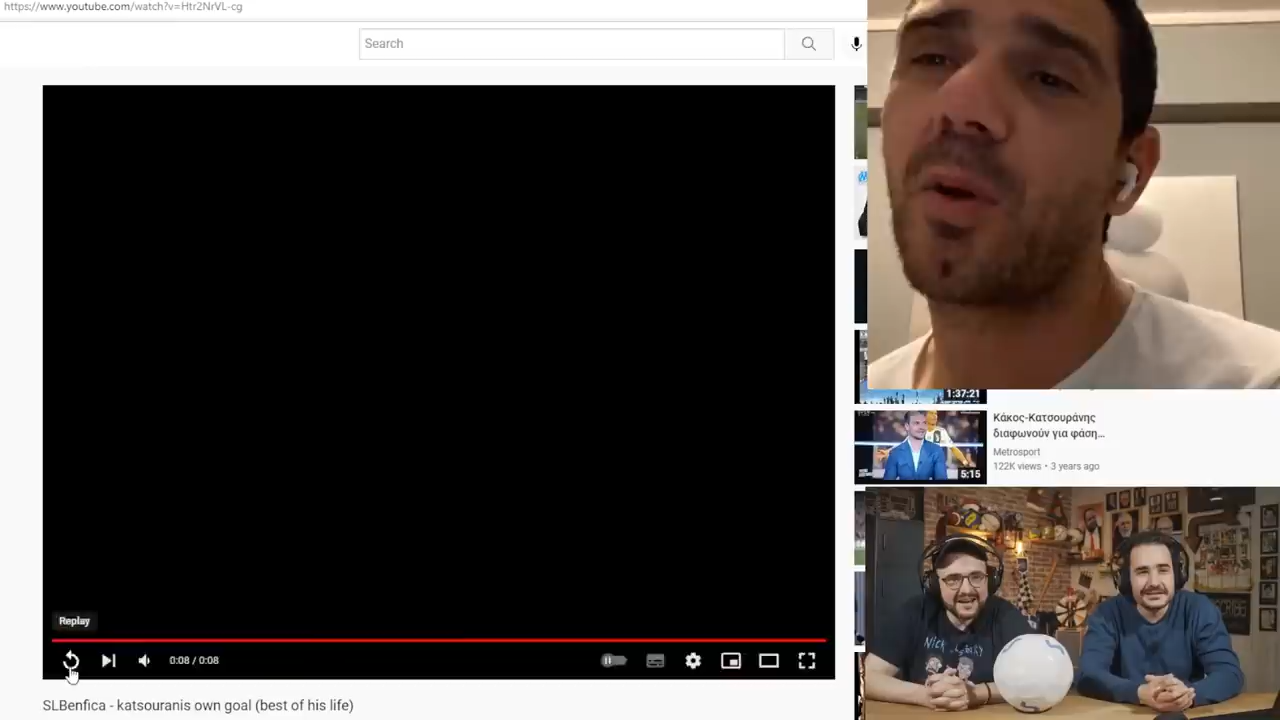 https://www.youtube.com/watch?v=Htr2NrVL-cg
Search
1:37:21
Κάκος-Κατσουράνης
διαφωνούν για φάση...
Metrosport
122K views • 3 years ago
5:15
Replay
0:08 / 0:08
SLBenfica - katsouranis own goal (best of his life)